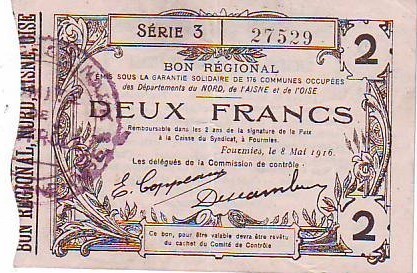 SÉRIE 3
27529
2
BON RÉGIONAL
ÉMIS SOUS LA GARANTIE SOLIDAIRE DE 176 COMMUNES OCCUPÉES
des Départements du NORD, de l'AISNE et de l'OISE
DEUX FRANCS
Remboursable dans les 2 ans de la signature de la Paix
à la Caisse du Syndicat, à Fourmies.
Fourmies, le 8 Mai 1916.
Les délégués de la Commission de contrôle :
2
Ce bon, pour être valable devra être revêtu
du cachet du Comité de Contrôle
BON RÉGIONAL, NORD, AISNE, OISE